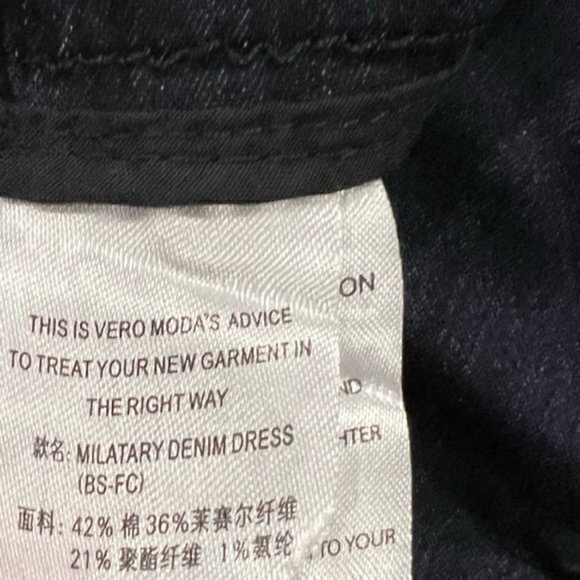 THIS IS VERO MODA'S ADVICE
TO TREAT YOUR NEW GARMENT IN
THE RIGHT WAY
款名: MILATARY DENIM DRESS
(BS-FC)
面料: 42% 棉 36%莱赛尔纤维
21% 聚酯纤维 1%氨纶
ON
ND
HTER
, TO YOUR